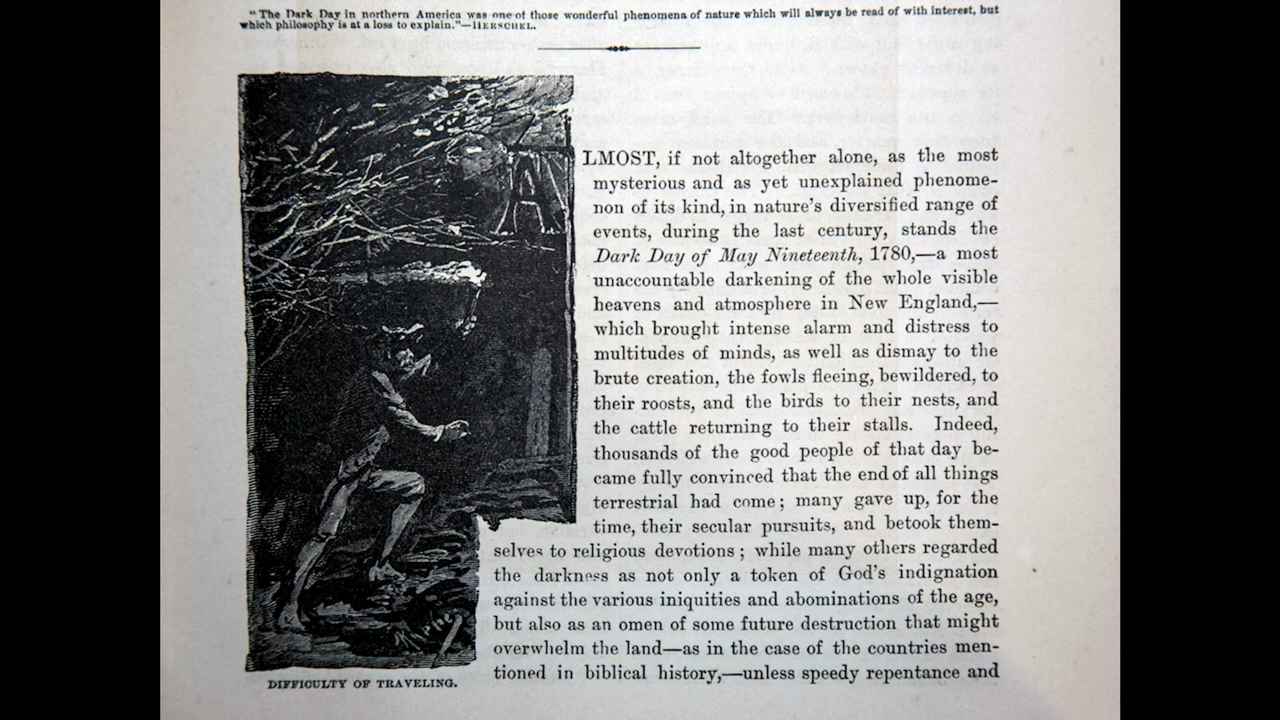 "The Dark Day in northern America was one of those wonderful phenomena of nature which will always be read of with interest, but
which philosophy is at a loss to explain."—HERSCHEL.
LMOST, if not altogether alone, as the most
mysterious and as yet unexplained phenome-
non of its kind, in nature's diversified range of
events, during the last century, stands the
Dark Day of May Nineteenth, 1780,—a most
unaccountable darkening of the whole visible
heavens and atmosphere in New England,—
which brought intense alarm and distress to
multitudes of minds, as well as dismay to the
brute creation, the fowls fleeing, bewildered, to
their roosts, and the birds to their nests, and
the cattle returning to their stalls. Indeed,
thousands of the good people of that day be-
came fully convinced that the end of all things
terrestrial had come; many gave up, for the
time, their secular pursuits, and betook them-
selves to religious devotions; while many others regarded
the darkness as not only a token of God's indignation
against the various iniquities and abominations of the age,
but also as an omen of some future destruction that might
overwhelm the land—as in the case of the countries men-
tioned in biblical history,—unless speedy repentance and
DIFFICULTY OF TRAVELING.